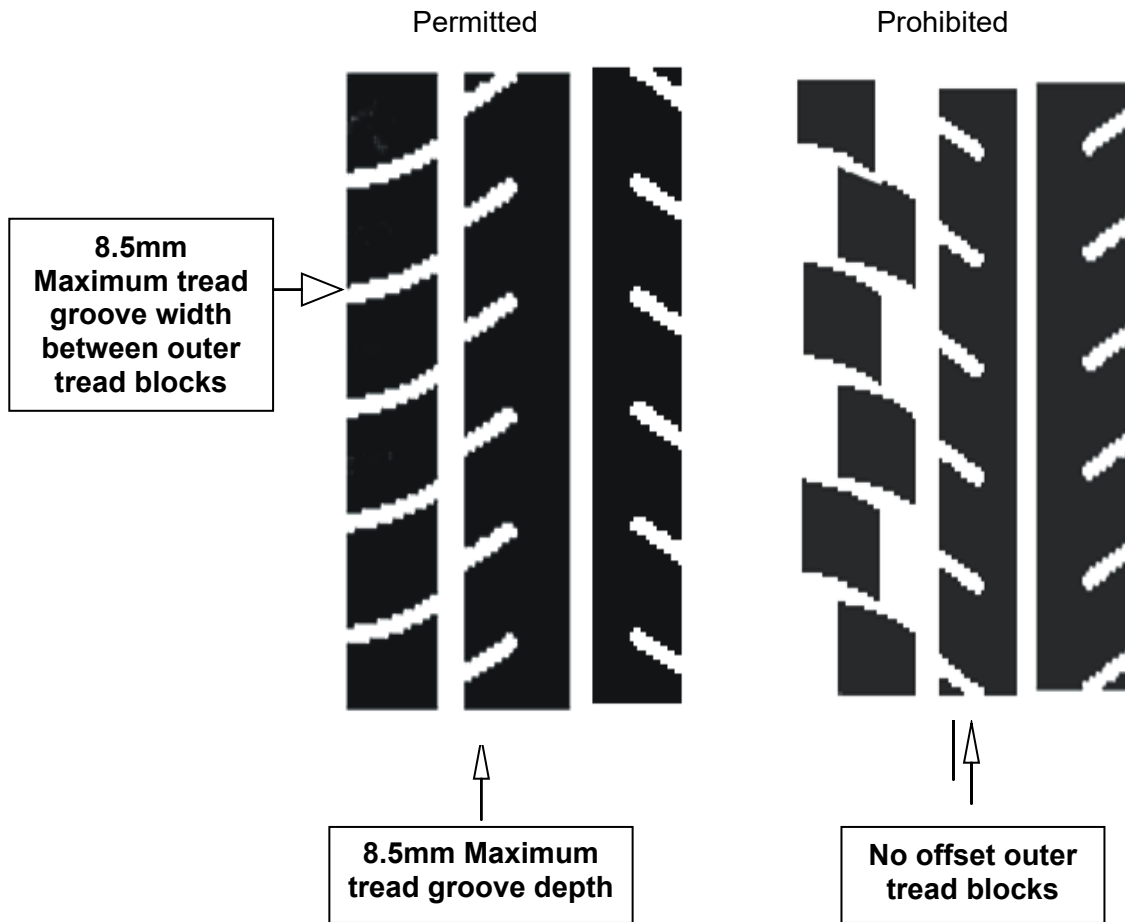 Permitted
Prohibited
8.5mm
Maximum tread
groove width
between outer
tread blocks
8.5mm Maximum
tread groove depth
No offset outer
tread blocks